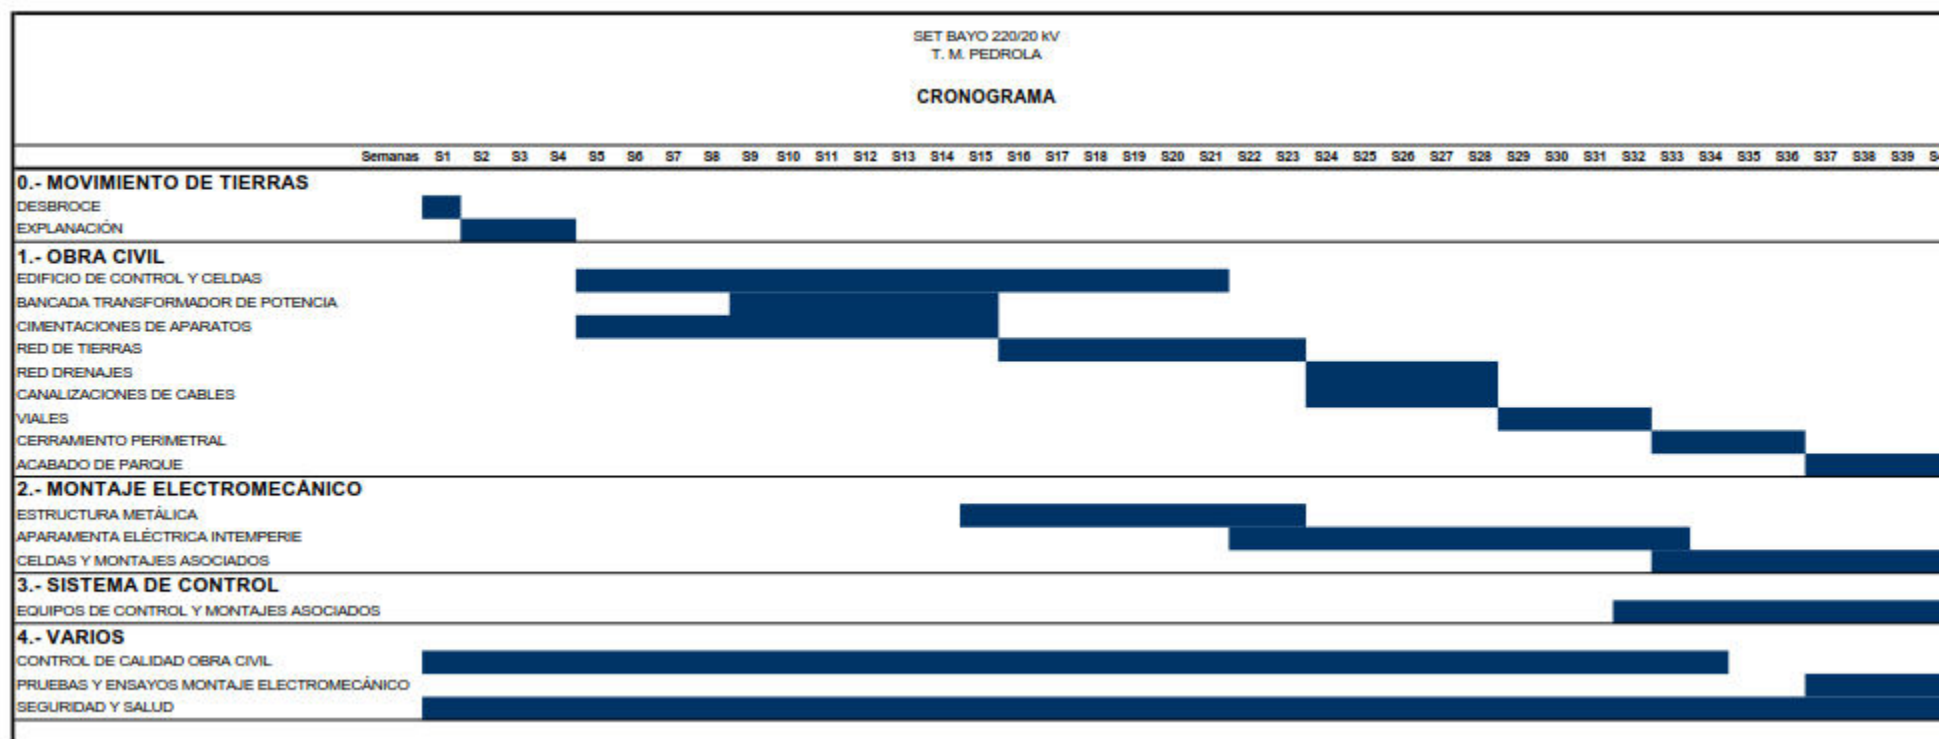 SET BAYO 220/20 kV
T. M. PEDROLA
CRONOGRAMA
Semanas S1 S2 S3 S4 S5 S6 S7 S8 S9 S10 S11 S12 S13 S14 S15 S16 S17 S18 S19 S20 S21 S22 S23 S24 S25 S26 S27 S28 S29 S30 S31 S32 S33 S34 S35 S36 S37 S38 S39
0.- MOVIMIENTO DE TIERRAS
DESBROCE
EXPLANACIÓN
1.- OBRA CIVIL
EDIFICIO DE CONTROL Y CELDAS
BANCADA TRANSFORMADOR DE POTENCIA
CIMENTACIONES DE APARATOS
RED DE TIERRAS
RED DRENAJES
CANALIZACIONES DE CABLES
VIALES
CERRAMIENTO PERIMETRAL
ACABADO DE PARQUE
2.- MONTAJE ELECTROMECÁNICO
ESTRUCTURA METÁLICA
APARAMENTA ELÉCTRICA INTEMPERIE
CELDAS Y MONTAJES ASOCIADOS
3.- SISTEMA DE CONTROL
EQUIPOS DE CONTROL Y MONTAJES ASOCIADOS
4.- VARIOS
CONTROL DE CALIDAD OBRA CIVIL
PRUEBAS Y ENSAYOS MONTAJE ELECTROMECÁNICO
SEGURIDAD Y SALUD